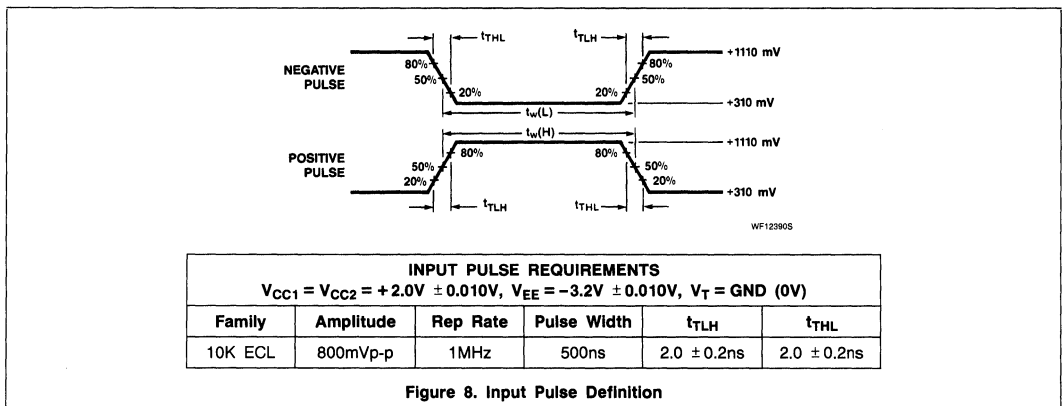 tTHL
tTLH
+1110 mV
NEGATIVE
PULSE
80%
80%
50%
50%
20%
20%
+310 mV
tw(L)
tw(H)
+1110 mV
POSITIVE
PULSE
80%
80%
50%
50%
20%
20%
+310 mV
tTLH
tTHL
WF12390S
INPUT PULSE REQUIREMENTS
VCC1 = VCC2 = +2.0V ±0.010V, VEE = -3.2V ±0.010V, VT = GND (0V)
Family Amplitude Rep Rate Pulse Width tTLH tTHL
10K ECL 800mVp-p 1MHz 500ns 2.0 ±0.2ns 2.0 ±0.2ns
Figure 8. Input Pulse Definition